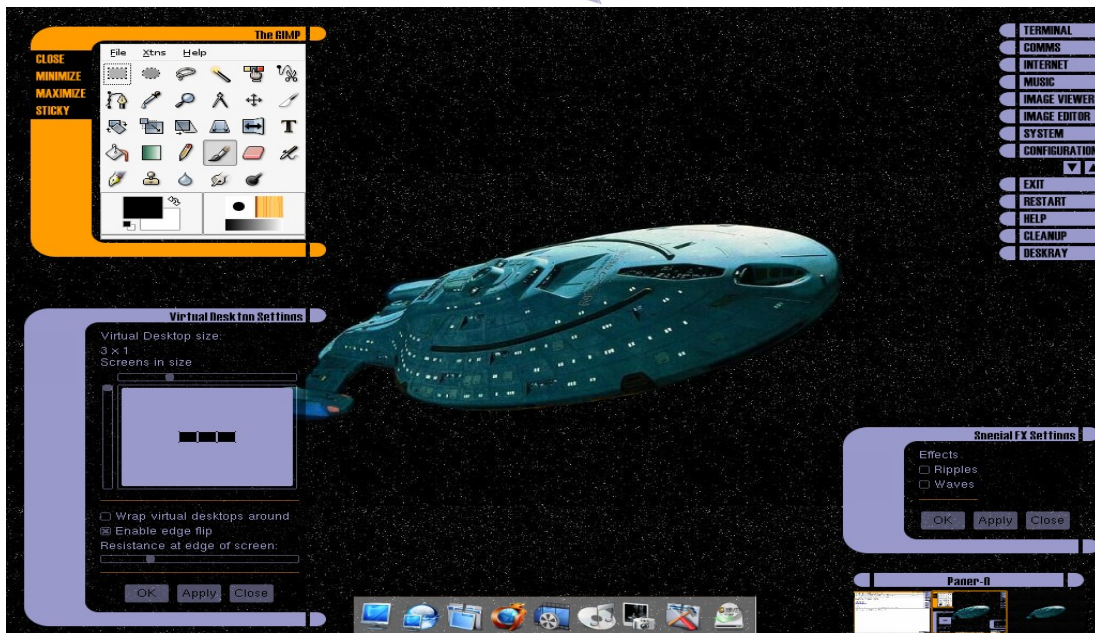 The GIMP
CLOSE
MINIMIZE
MAXIMIZE
STICKY
File Xtns Help
T
TERMINAL
COMMS
INTERNET
MUSIC
IMAGE VIEWER
IMAGE EDITOR
SYSTEM
CONFIGURATION
EXIT
RESTART
HELP
CLEANUP
DESKRAY
Virtual Desktop Settings
Virtual Desktop size:
3 x 1
Screens in size
Wrap virtual desktops around
Enable edge flip
Resistance at edge of screen:
OK Apply Close
Special FX Settings
Effects
Ripples
Waves
OK Apply Close
Pager-0